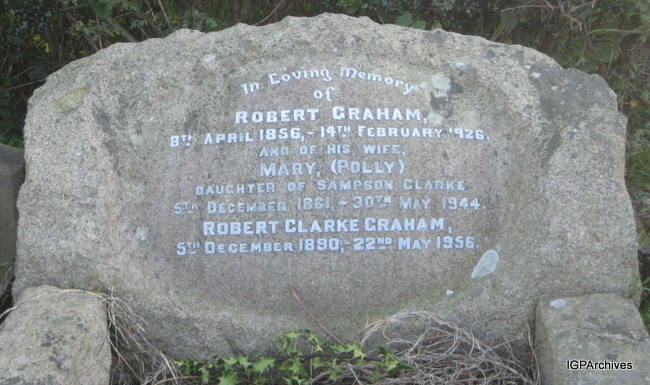 In Loving Memory
of
ROBERT GRAHAM,
8TH APRIL 1856,- 14TH FEBRUARY 1926.
AND OF HIS WIFE,
MARY, (POLLY)
DAUGHTER OF SAMPSON CLARKE
5TH DECEMBER 1861,- 30TH MAY 1944.
ROBERT CLARKE GRAHAM,
5TH DECEMBER 1890,- 22ND MAY 1956.
IGPArchives